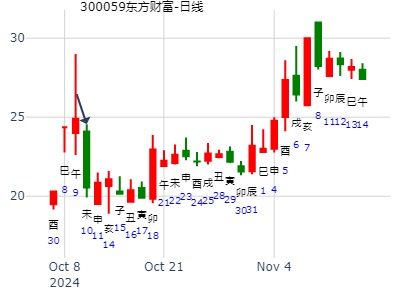 300059东方财富-日线
30
25
20
酉 巳 午 未 申 亥 子 丑 寅 卯 午 未 申 酉 戌 丑 寅 卯 辰 巳 申 酉 戌 亥 子 卯 辰 巳 午
30 8 9 10 11 14 15 16 17 18 21 22 23 24 25 28 29 30 31 1 4 5 6 7 8 11 12 13 14
Oct 8 Oct 21 Nov 4
2024